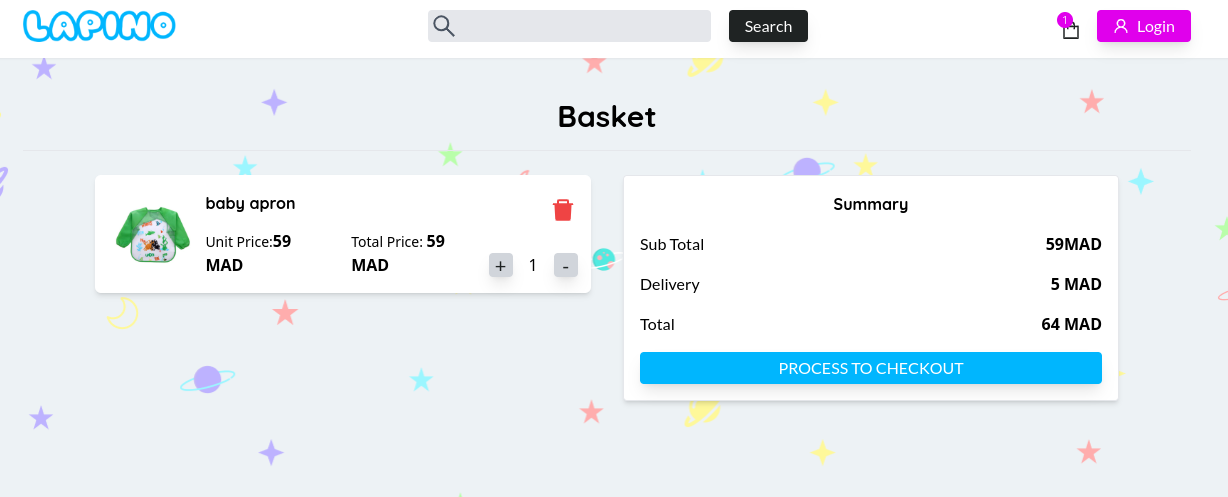 LAPINO
Search
1
Login
Basket
baby apron
Unit Price:59
MAD
Total Price: 59
MAD
+ 1 -
Summary
Sub Total 59MAD
Delivery 5 MAD
Total 64 MAD
PROCESS TO CHECKOUT